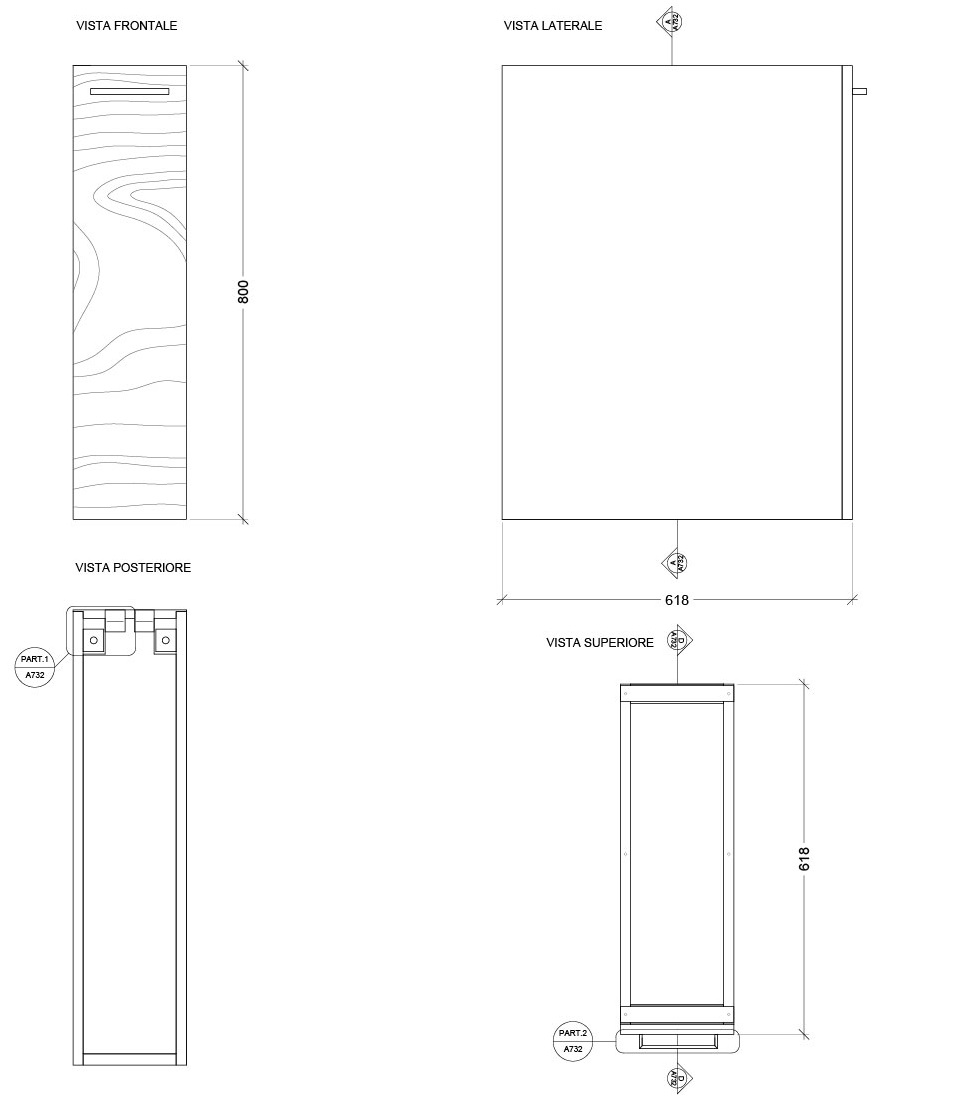 VISTA FRONTALE
VISTA LATERALE
A
A732
800
A
A732
618
VISTA POSTERIORE
PART.1
A732
VISTA SUPERIORE
D
A732
618
PART.2
A732
D
A732